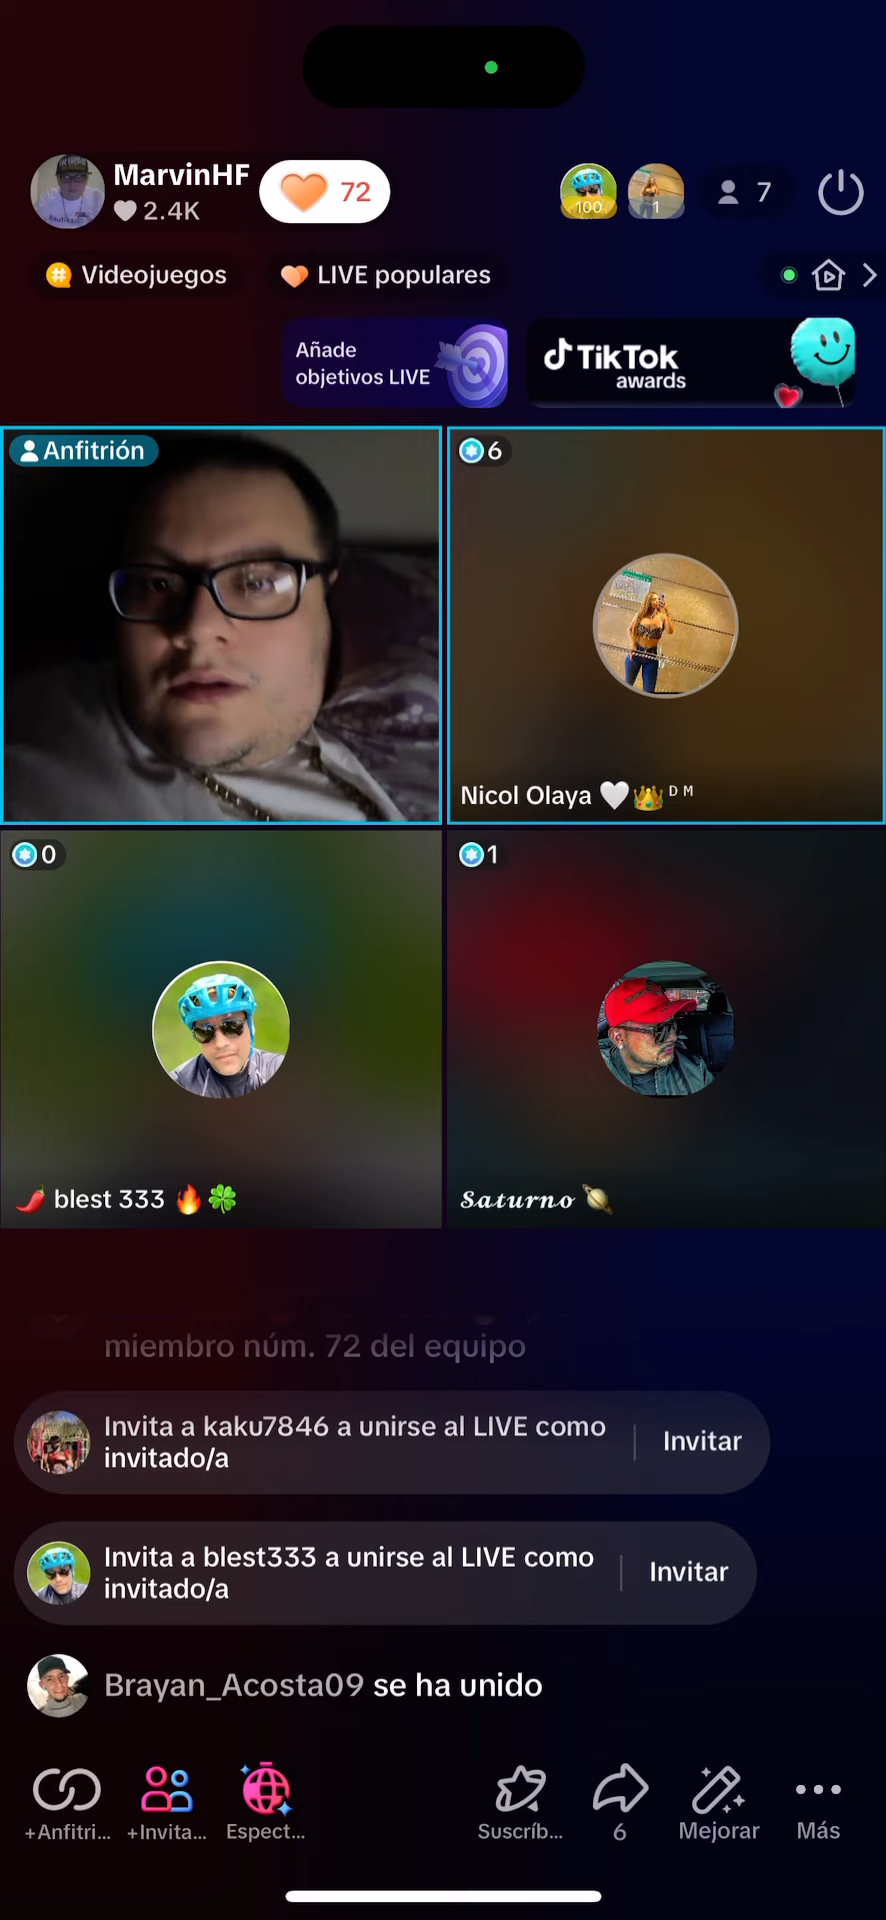 MarvinHF
2.4K
72
100
1
7
Videojuegos
LIVE populares
Añade
objetivos LIVE
TikTok
awards
Anfitrión
6
Nicol Olaya 🤍👑ᴰᴹ
0
1
🌶️ blest 333 🔥🍀
𝓢𝓪𝓽𝓾𝓻𝓷𝓸 🪐
miembro núm. 72 del equipo
Invita a kaku7846 a unirse al LIVE como
invitado/a
Invitar
Invita a blest333 a unirse al LIVE como
invitado/a
Invitar
Brayan_Acosta09 se ha unido
+Anfitri...
+Invita...
Espect...
Suscríb...
6
Mejorar
Más